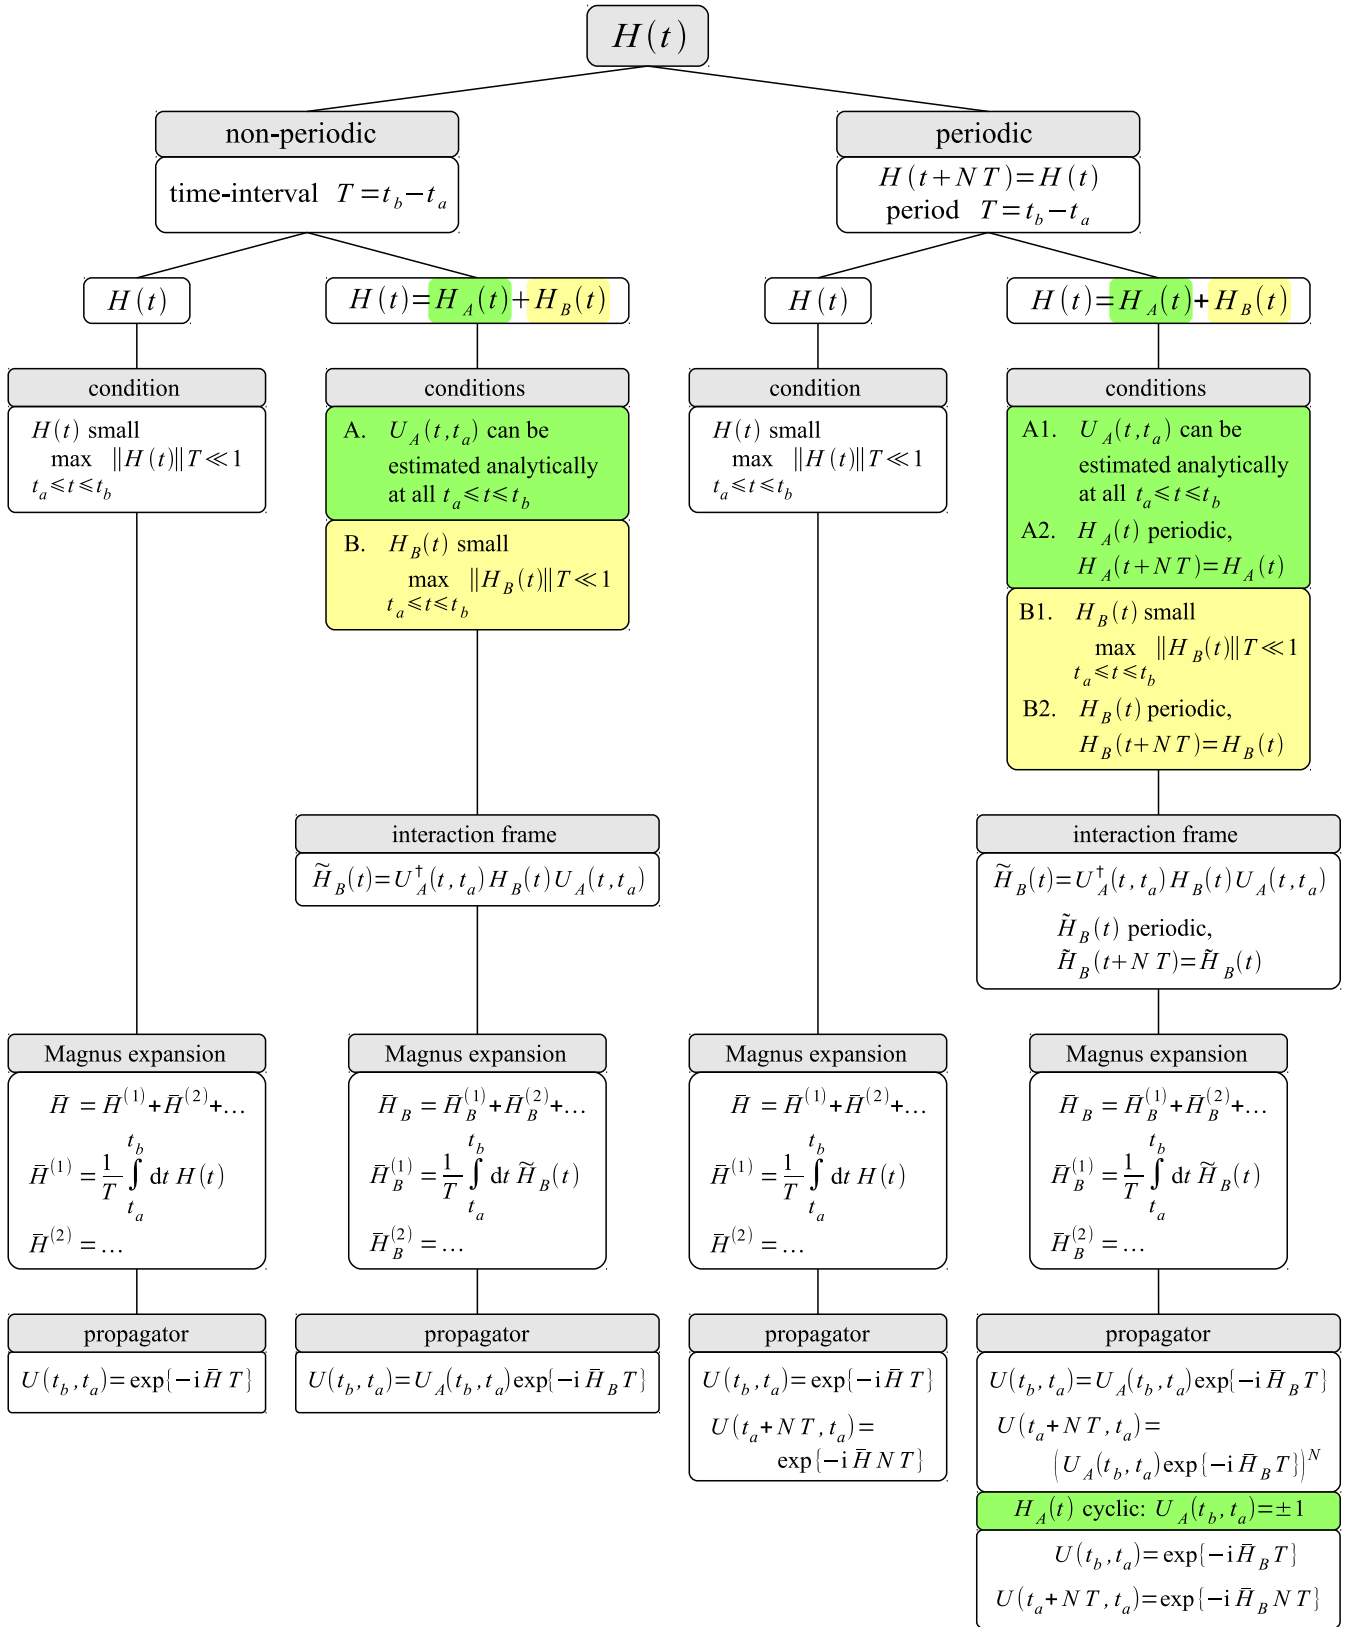 H(t)
non-periodic
time-interval T=t_b−t_a
periodic
H(t+NT)=H(t)
period T=t_b−t_a
H(t)
H(t)=H_A(t)+H_B(t)
H(t)
H(t)=H_A(t)+H_B(t)
condition
H(t) small
max ‖H(t)‖T≪1
t_a⩽t⩽t_b
conditions
A. U_A(t,t_a) can be
estimated analytically
at all t_a⩽t⩽t_b
B. H_B(t) small
max ‖H_B(t)‖T≪1
t_a⩽t⩽t_b
condition
H(t) small
max ‖H(t)‖T≪1
t_a⩽t⩽t_b
conditions
A1. U_A(t,t_a) can be
estimated analytically
at all t_a⩽t⩽t_b
A2. H_A(t) periodic,
H_A(t+NT)=H_A(t)
B1. H_B(t) small
max ‖H_B(t)‖T≪1
t_a⩽t⩽t_b
B2. H_B(t) periodic,
H_B(t+NT)=H_B(t)
interaction frame
H̃_B(t)=U_A^†(t,t_a)H_B(t)U_A(t,t_a)
interaction frame
H̃_B(t)=U_A^†(t,t_a)H_B(t)U_A(t,t_a)
H̃_B(t) periodic,
H̃_B(t+NT)=H̃_B(t)
Magnus expansion
H̄ = H̄^(1)+H̄^(2)+…
t_b
H̄^(1) = 1/T ∫ dt H(t)
t_a
H̄^(2) = …
Magnus expansion
H̄_B = H̄_B^(1)+H̄_B^(2)+…
t_b
H̄_B^(1) = 1/T ∫ dt H̃_B(t)
t_a
H̄_B^(2) = …
Magnus expansion
H̄ = H̄^(1)+H̄^(2)+…
t_b
H̄^(1) = 1/T ∫ dt H(t)
t_a
H̄^(2) = …
Magnus expansion
H̄_B = H̄_B^(1)+H̄_B^(2)+…
t_b
H̄_B^(1) = 1/T ∫ dt H̃_B(t)
t_a
H̄_B^(2) = …
propagator
U(t_b,t_a)=exp{−i H̄ T}
propagator
U(t_b,t_a)=U_A(t_b,t_a)exp{−i H̄_B T}
propagator
U(t_b,t_a)=exp{−i H̄ T}
U(t_a+NT,t_a)=
exp{−i H̄ N T}
propagator
U(t_b,t_a)=U_A(t_b,t_a)exp{−i H̄_B T}
U(t_a+NT,t_a)=
(U_A(t_b,t_a)exp{−i H̄_B T})^N
H_A(t) cyclic: U_A(t_b,t_a)=±1
U(t_b,t_a)=exp{−i H̄_B T}
U(t_a+NT,t_a)=exp{−i H̄_B N T}